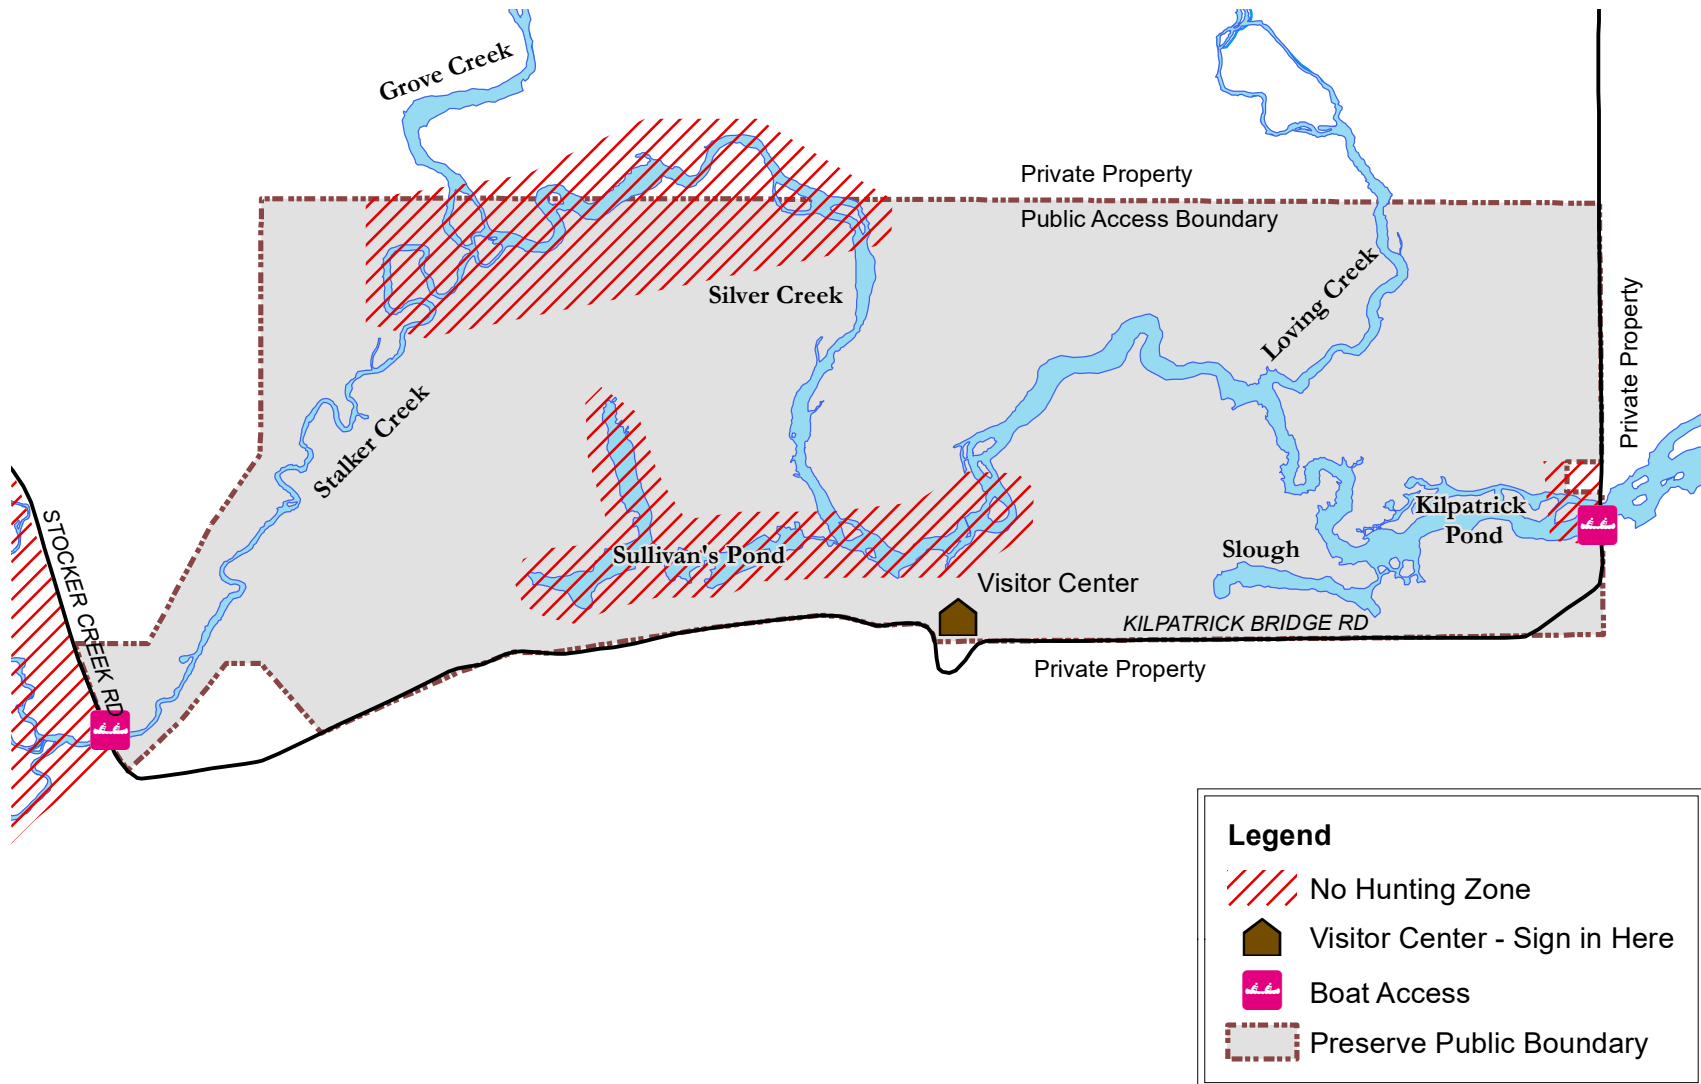 Grove Creek
Private Property
Public Access Boundary
Silver Creek
Loving Creek
Private Property
Stalker Creek
STOCKER CREEK RD
Sullivan's Pond
Kilpatrick
Pond
Slough
Visitor Center
KILPATRICK BRIDGE RD
Private Property
Legend
No Hunting Zone
Visitor Center - Sign in Here
Boat Access
Preserve Public Boundary